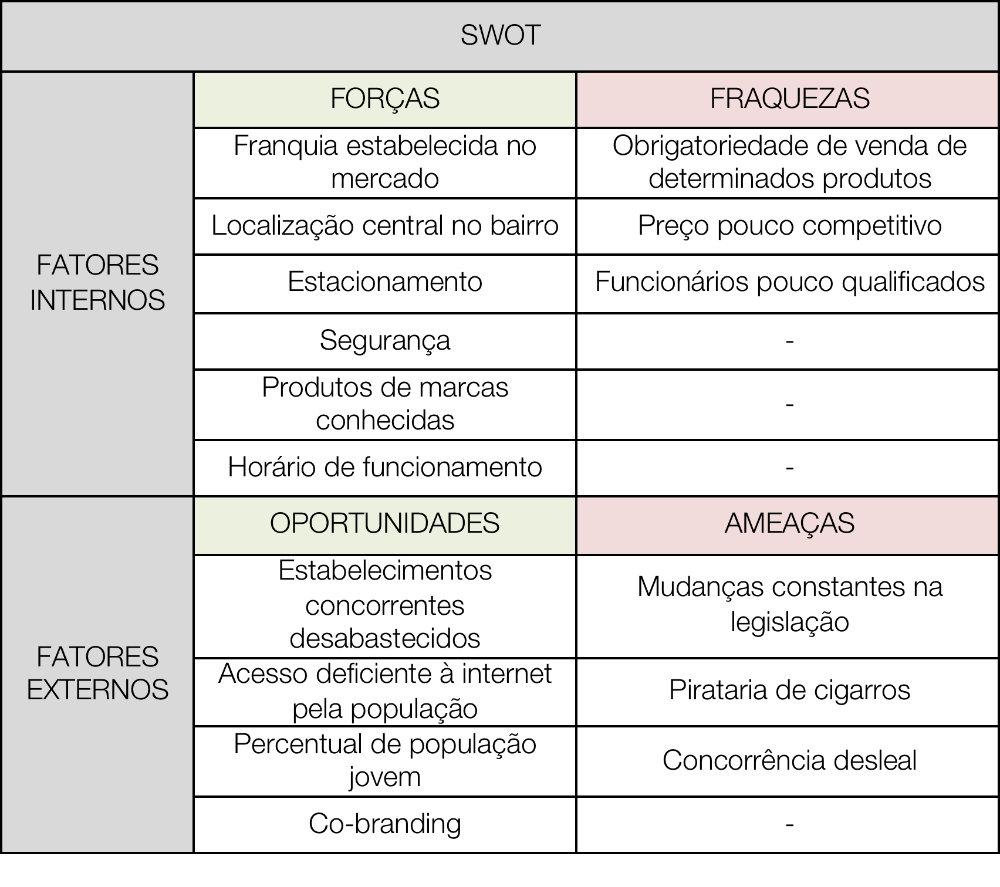 SWOT
FATORES
INTERNOS
FORÇAS
FRAQUEZAS
Franquia estabelecida no
mercado
Obrigatoriedade de venda de
determinados produtos
Localização central no bairro
Preço pouco competitivo
Estacionamento
Funcionários pouco qualificados
Segurança
-
Produtos de marcas
conhecidas
-
Horário de funcionamento
-
FATORES
EXTERNOS
OPORTUNIDADES
AMEAÇAS
Estabelecimentos
concorrentes
desabastecidos
Mudanças constantes na
legislação
Acesso deficiente à internet
pela população
Pirataria de cigarros
Percentual de população
jovem
Concorrência desleal
Co-branding
-